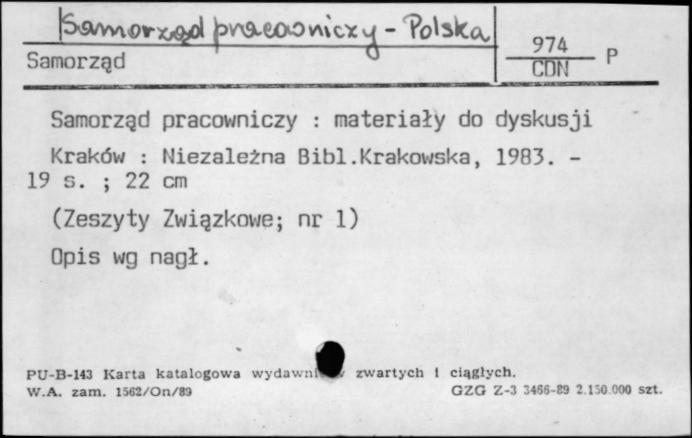 Samorząd pracowniczy - Polska
974
Samorząd
P
CDN
Samorząd pracowniczy : materiały do dyskusji
Kraków : Niezależna Bibl.Krakowska, 1983. -
19 s. ; 22 cm
(Zeszyty Związkowe; nr 1)
Opis wg nagł.
PU-B-143 Karta katalogowa zwartych i ciągłych.
W.A. zam. 1562/On/89 GZG Z-3 3466-89 2.150.000 szt.